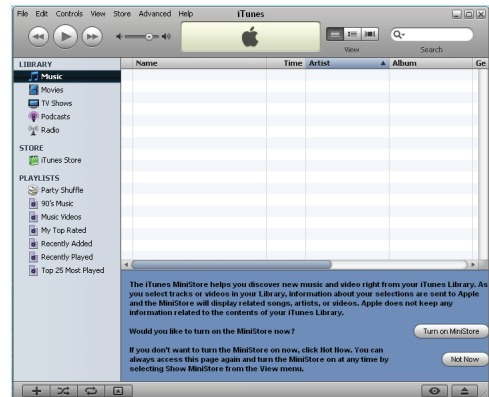 File Edit Controls View Store Advanced Help
iTunes
View
Search
LIBRARY
Music
Movies
TV Shows
Podcasts
Radio
STORE
iTunes Store
PLAYLISTS
Party Shuffle
90's Music
Music Videos
My Top Rated
Recently Added
Recently Played
Top 25 Most Played
Name Time Artist Album Ge
The iTunes MiniStore helps you discover new music and video right from your iTunes Library. As
you select tracks or videos in your Library, information about your selections are sent to Apple
and the MiniStore will display related songs, artists, or videos. Apple does not keep any
information related to the contents of your iTunes Library.
Would you like to turn on the MiniStore now?
Turn on MiniStore
If you don't want to turn the MiniStore on now, click Not Now. You can
always access this page again and turn the MiniStore on at any time by
selecting Show MiniStore from the View menu.
Not Now